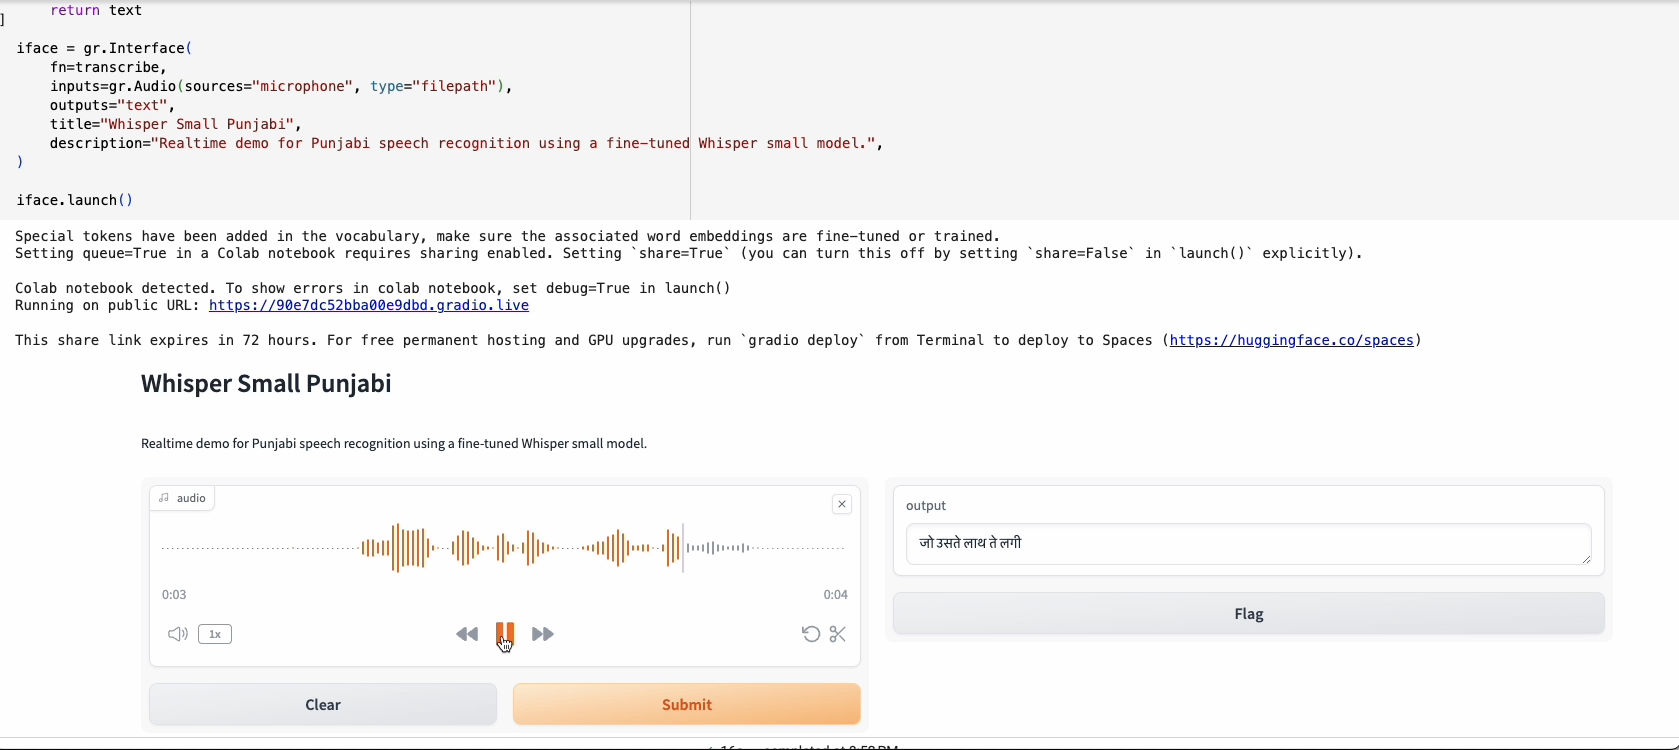 return text
]
iface = gr.Interface(
fn=transcribe,
inputs=gr.Audio(sources="microphone", type="filepath"),
outputs="text",
title="Whisper Small Punjabi",
description="Realtime demo for Punjabi speech recognition using a fine-tuned Whisper small model.",
)
iface.launch()
Special tokens have been added in the vocabulary, make sure the associated word embeddings are fine-tuned or trained.
Setting queue=True in a Colab notebook requires sharing enabled. Setting `share=True` (you can turn this off by setting `share=False` in `launch()` explicitly).
Colab notebook detected. To show errors in colab notebook, set debug=True in launch()
Running on public URL: https://90e7dc52bba00e9dbd.gradio.live
This share link expires in 72 hours. For free permanent hosting and GPU upgrades, run `gradio deploy` from Terminal to deploy to Spaces (https://huggingface.co/spaces)
Whisper Small Punjabi
Realtime demo for Punjabi speech recognition using a fine-tuned Whisper small model.
audio
0:03
0:04
1x
Clear
Submit
output
जो उसते लाथ ते लगी
Flag